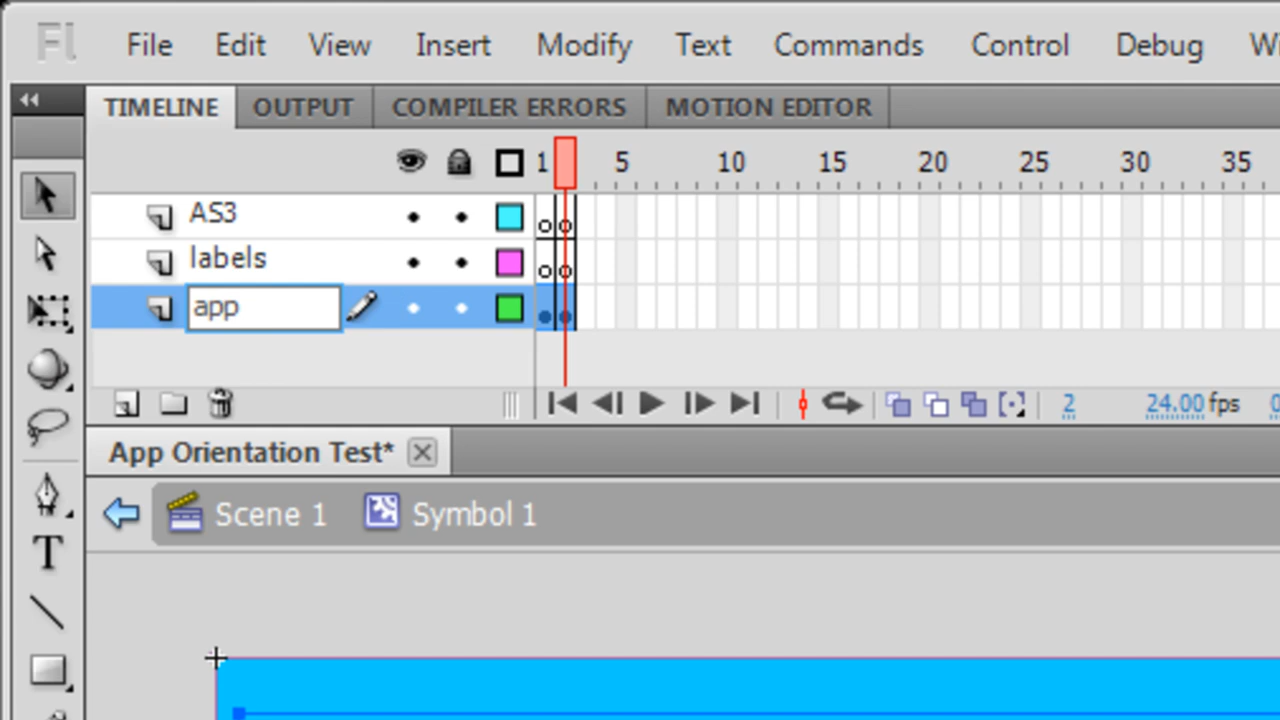 Fl File Edit View Insert Modify Text Commands Control Debug
TIMELINE OUTPUT COMPILER ERRORS MOTION EDITOR
1 5 10 15 20 25 30 35
AS3
labels
app
2 24.00 fps
App Orientation Test*
Scene 1 Symbol 1
T